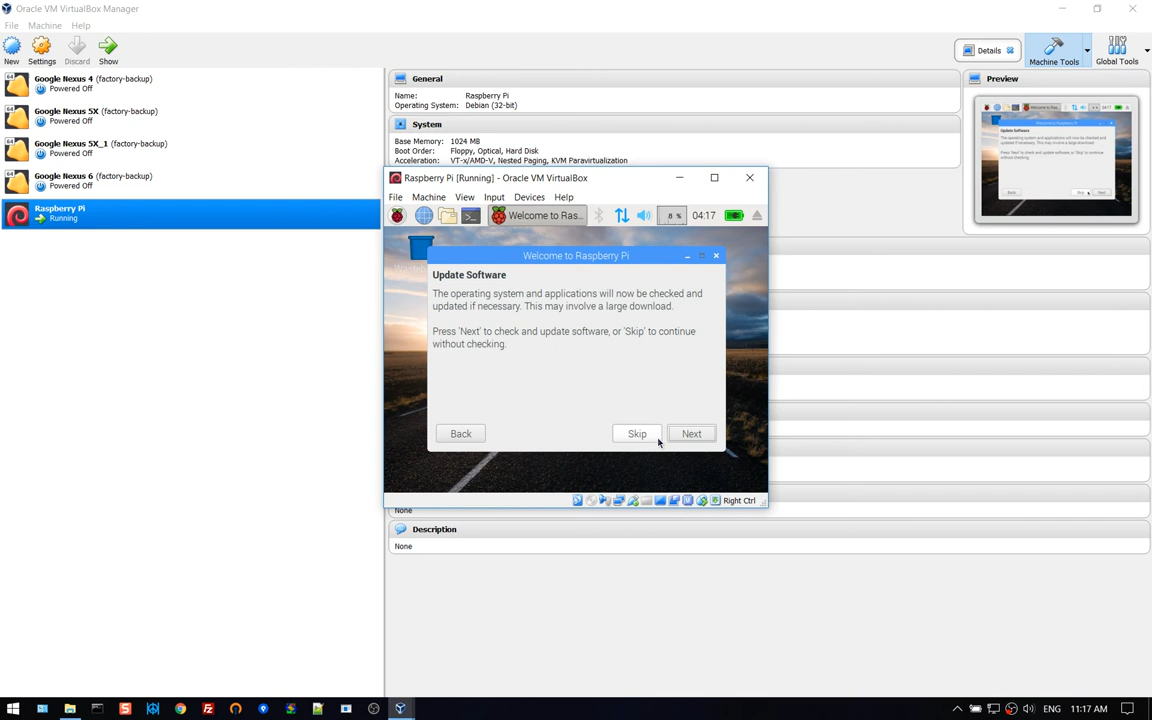 Oracle VM VirtualBox Manager
File Machine Help
New Settings Discard Show
Details
Machine Tools
Global Tools
Google Nexus 4 (factory-backup)
Powered Off
Google Nexus 5X (factory-backup)
Powered Off
Google Nexus 5X_1 (factory-backup)
Powered Off
Google Nexus 6 (factory-backup)
Powered Off
Raspberry Pi
Running
General
Name: Raspberry Pi
Operating System: Debian (32-bit)
System
Base Memory: 1024 MB
Boot Order: Floppy, Optical, Hard Disk
Acceleration: VT-x/AMD-V, Nested Paging, KVM Paravirtualization
Preview
Raspberry Pi [Running] - Oracle VM VirtualBox
File Machine View Input Devices Help
Welcome to Ras...
8 %
04:17
Welcome to Raspberry Pi
Update Software
The operating system and applications will now be checked and
updated if necessary. This may involve a large download.
Press 'Next' to check and update software, or 'Skip' to continue
without checking.
Back Skip Next
Right Ctrl
None
Description
None
ENG 11:17 AM